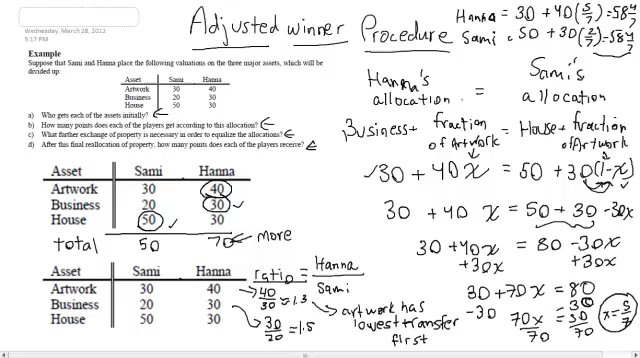 Adjusted winner Procedure
Wednesday, March 28, 2012
5:17 PM
Example
Suppose that Sami and Hanna place the following valuations on the three major assets, which will be
divided up:
Asset Sami Hanna
Artwork 30 40
Business 20 30
House 50 30
a) Who gets each of the assets initially?
b) How many points does each of the players get according to this allocation?
c) What further exchange of property is necessary in order to equalize the allocations?
d) After this final reallocation of property, how many points does each of the players receive?
Asset Sami Hanna
Artwork 30 40
Business 20 30
House 50 30
total 50 70 ← more
Asset Sami Hanna
Artwork 30 40
Business 20 30
House 50 30
ratio = Hanna / Sami
40/30 = 1.3
30/20 = 1.5
artwork has
lowest transfer
first
Hanna = 30 + 40(5/7) = 58 4/7
Sami = 50 + 30(2/7) = 58 4/7
Hanna's allocation = Sami's allocation
Business + fraction of Artwork = House + fraction of Artwork
30 + 40x = 50 + 30(1-x)
30 + 40x = 50 + 30 - 30x
30 + 40x = 80 - 30x
+30x +30x
30 + 70x = 80
-30 30
70x/70 = 50/70
x = 5/7